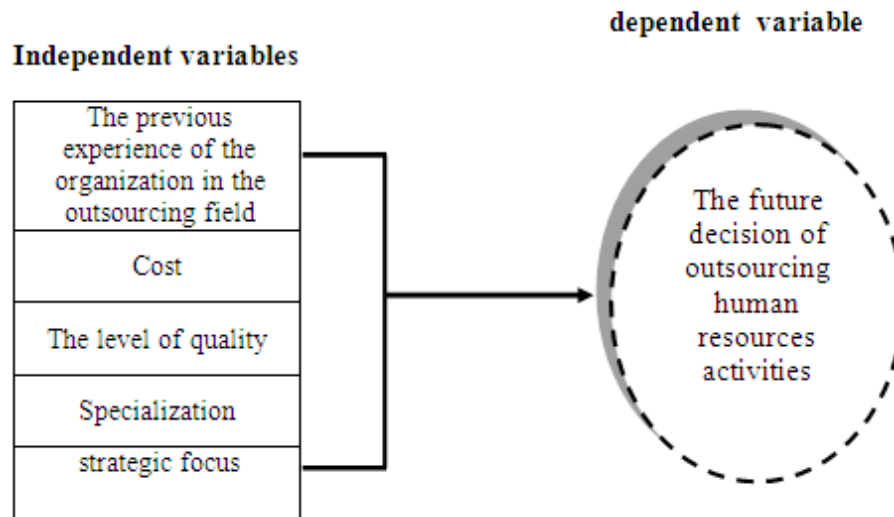 dependent variable
Independent variables
The previous
experience of the
organization in the
outsourcing field
Cost
The level of quality
Specialization
strategic focus
The future
decision of
outsourcing
human
resources
activities